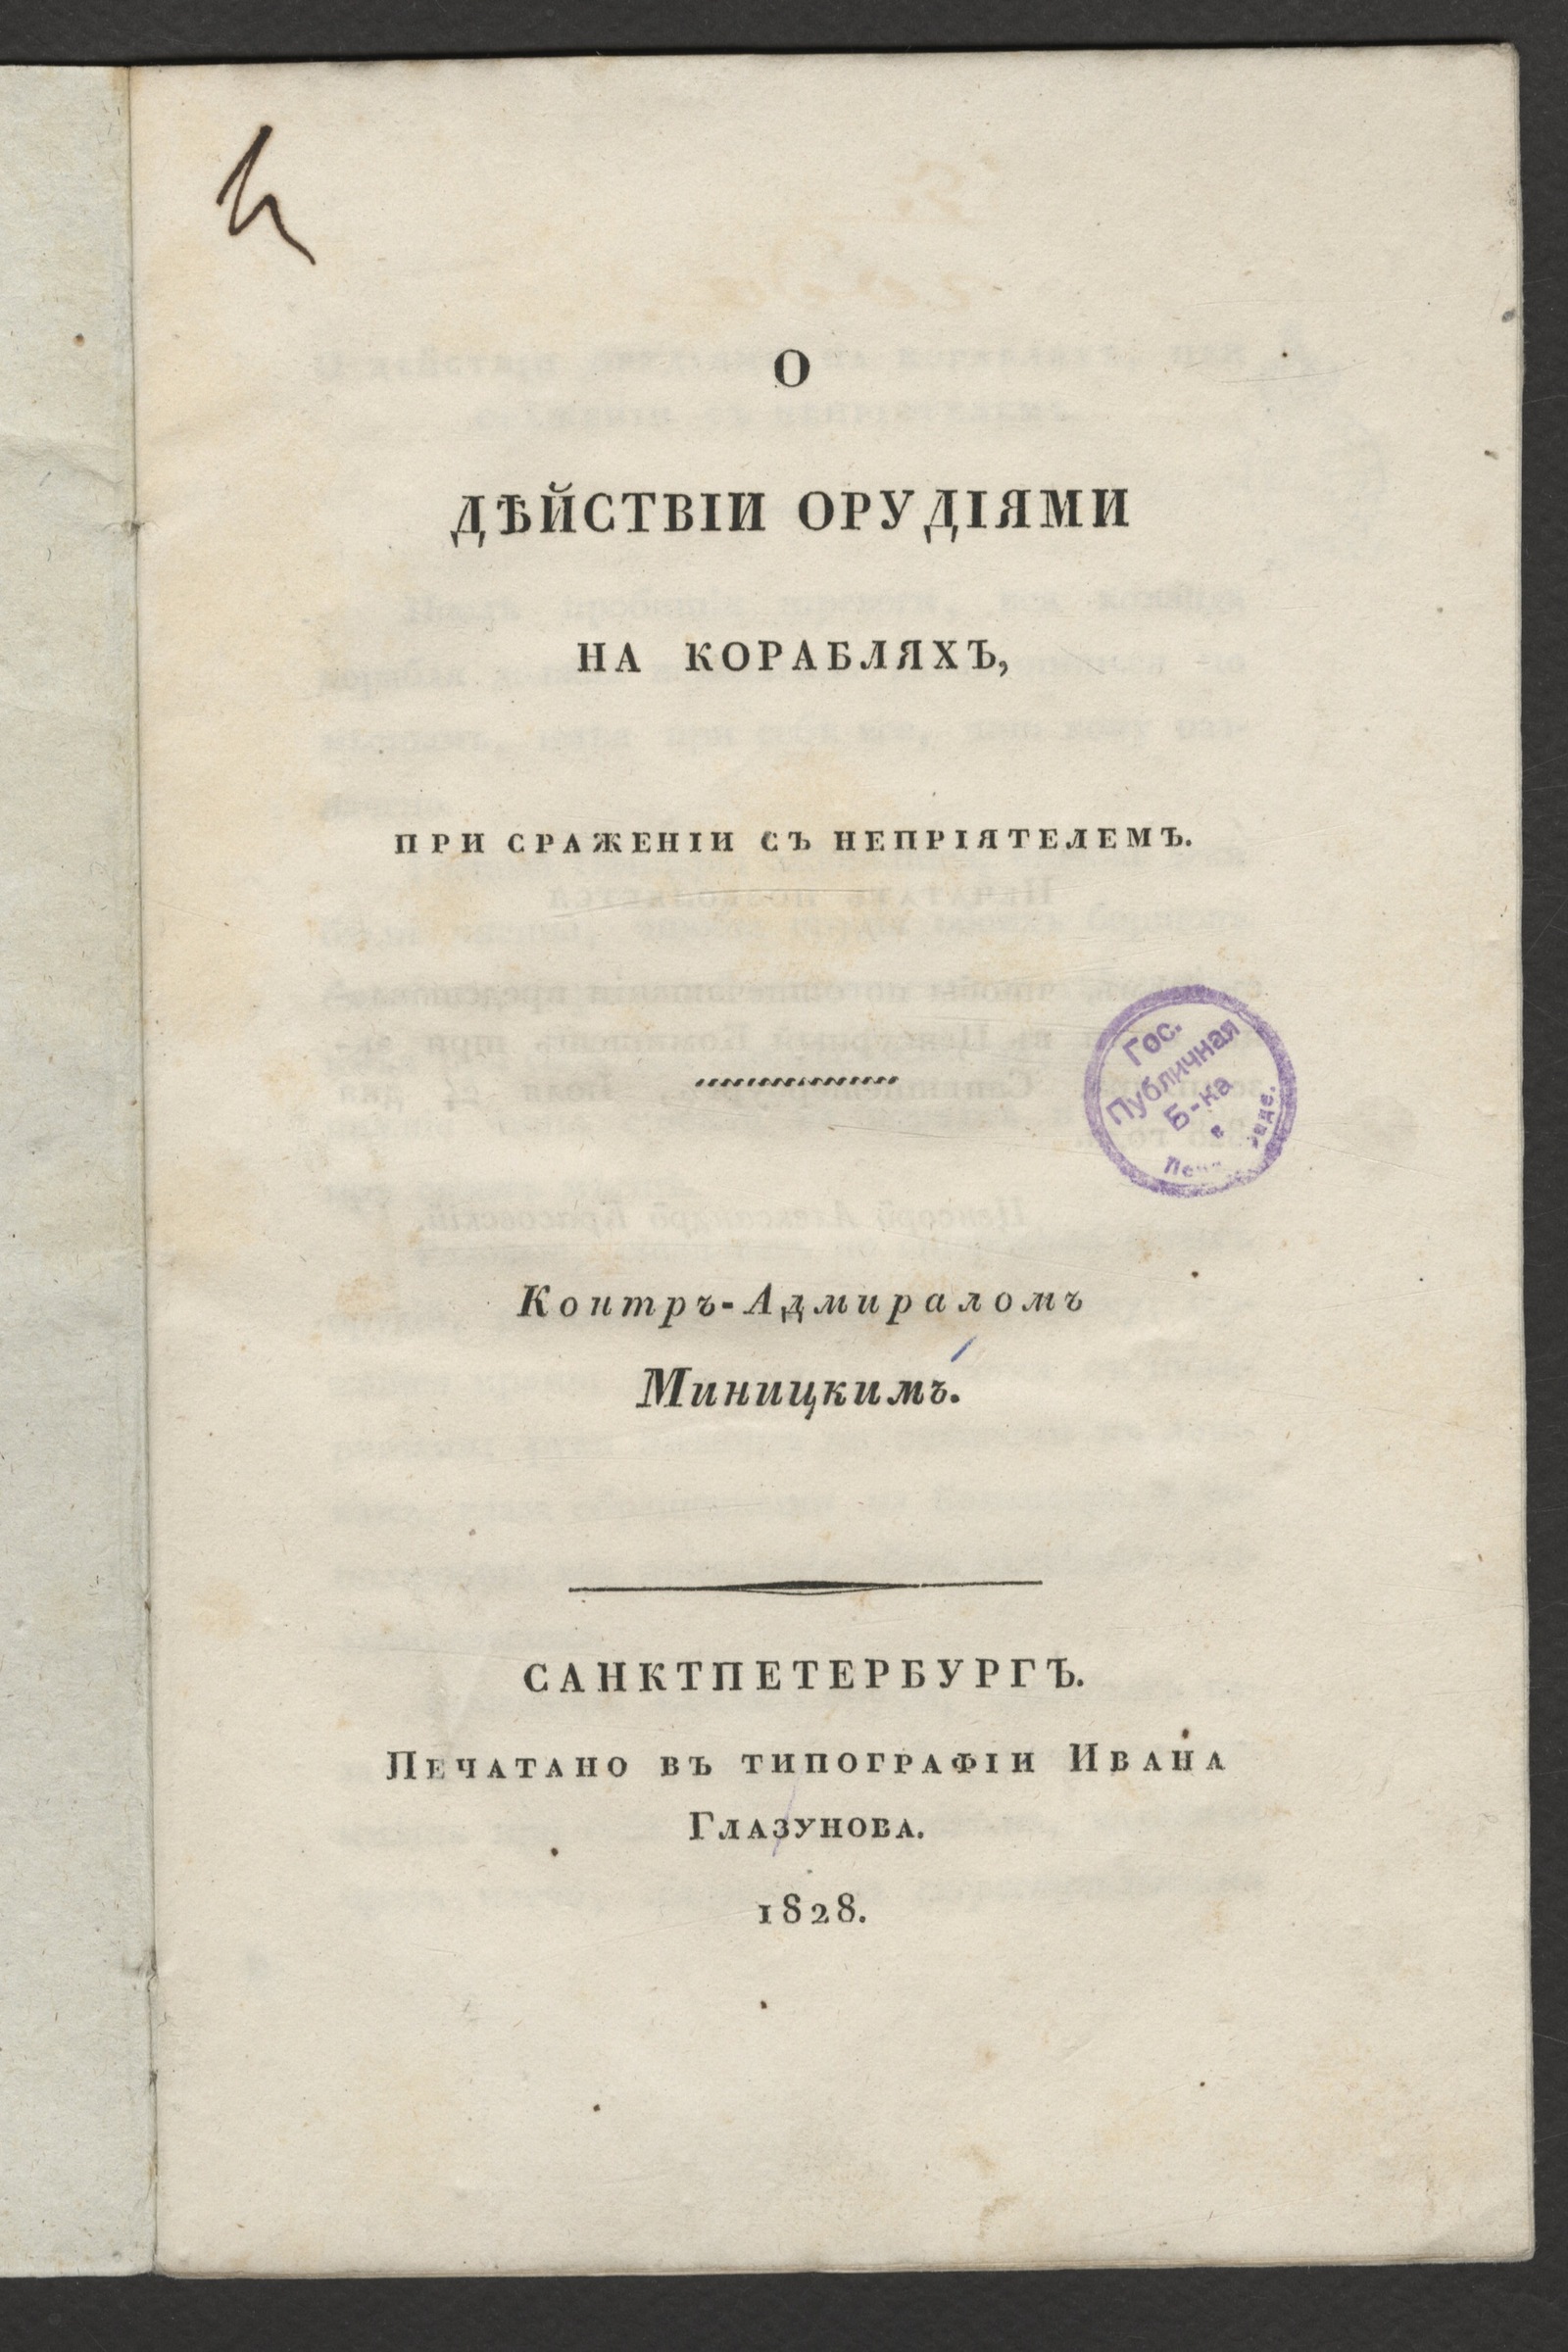 О
ДѢЙСТВІИ ОРУДІЯМИ
НА КОРАБЛЯХЪ,
ПРИ СРАЖЕНІИ СЪ НЕПРІЯТЕЛЕМЪ.
Гос.
Публичная
Б-ка
в
Контръ-Адмираломъ
Миницкимъ.
САНКТПЕТЕРБУРГЪ.
Печатано въ типографіи Ивана
Глазунова.
1828.